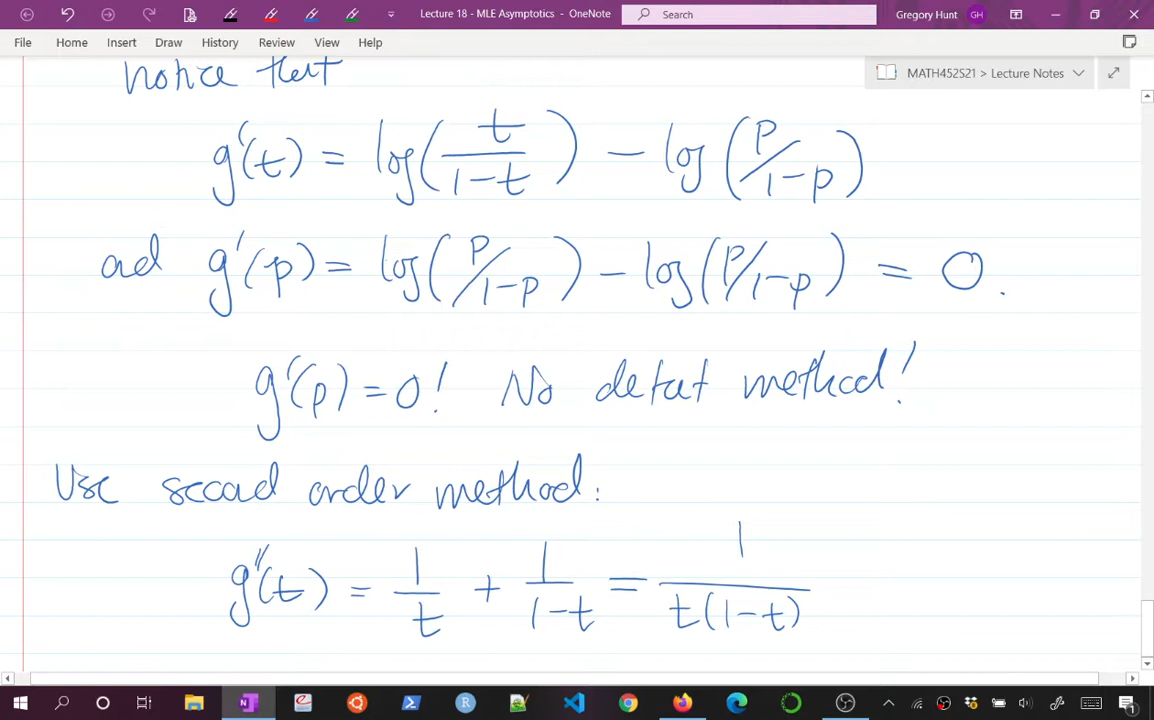 Lecture 18 - MLE Asymptotics - OneNote
Search
Gregory Hunt GH
File Home Insert Draw History Review View Help
MATH452S21 > Lecture Notes
notice that
g'(t) = log(t/1-t) - log(P/1-p)
and g'(p) = log(P/1-p) - log(P/1-p) = 0.
g'(p) = 0! No delta method!
Use second order method:
g''(t) = 1/t + 1/1-t = 1/t(1-t)